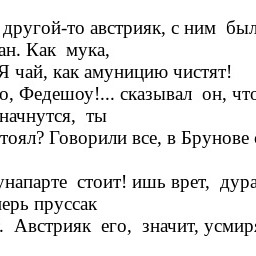 другой-то австрияк, с ним был
ан. Как мука,
Я чай, как амуницию чистят!
о, Федешоу!... сказывал он, что
начнутся, ты
тоял? Говорили все, в Брунове
унапарте стоит! ишь врет, дура
ерь пруссак
. Австрияк его, значит, усмиря